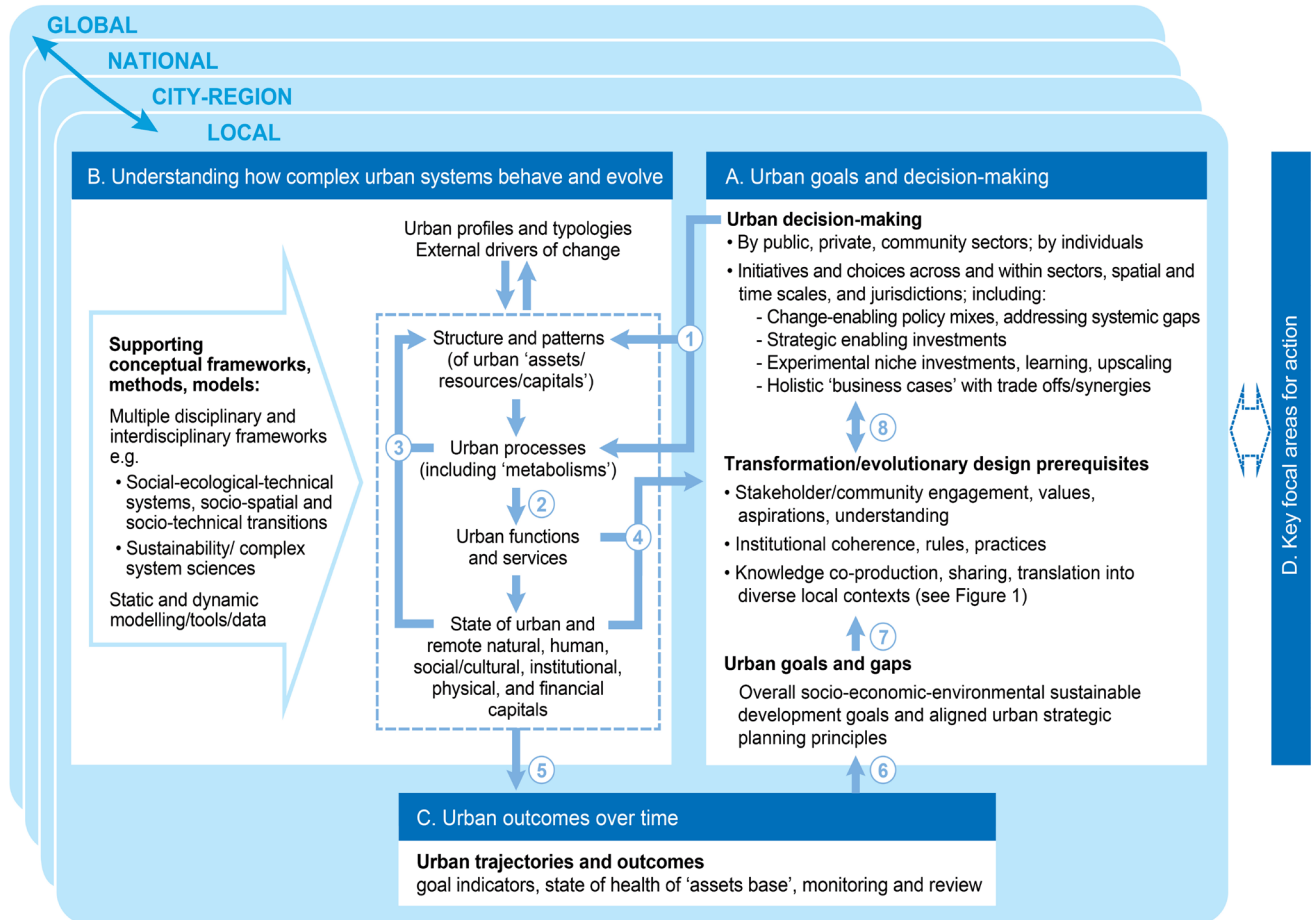 GLOBAL
NATIONAL
CITY-REGION
LOCAL
B. Understanding how complex urban systems behave and evolve
Urban profiles and typologies
External drivers of change
Supporting
conceptual frameworks,
methods, models:
Multiple disciplinary and
interdisciplinary frameworks
e.g.
• Social-ecological-technical
systems, socio-spatial and
socio-technical transitions
• Sustainability/ complex
system sciences
Static and dynamic
modelling/tools/data
Structure and patterns
(of urban ‘assets/
resources/capitals’)
Urban processes
(including ‘metabolisms’)
Urban functions
and services
State of urban and
remote natural, human,
social/cultural, institutional,
physical, and financial
capitals
1
2
3
4
5
A. Urban goals and decision-making
Urban decision-making
• By public, private, community sectors; by individuals
• Initiatives and choices across and within sectors, spatial and
time scales, and jurisdictions; including:
- Change-enabling policy mixes, addressing systemic gaps
- Strategic enabling investments
- Experimental niche investments, learning, upscaling
- Holistic ‘business cases’ with trade offs/synergies
8
Transformation/evolutionary design prerequisites
• Stakeholder/community engagement, values,
aspirations, understanding
• Institutional coherence, rules, practices
• Knowledge co-production, sharing, translation into
diverse local contexts (see Figure 1)
7
Urban goals and gaps
Overall socio-economic-environmental sustainable
development goals and aligned urban strategic
planning principles
6
C. Urban outcomes over time
Urban trajectories and outcomes
goal indicators, state of health of ‘assets base’, monitoring and review
D. Key focal areas for action